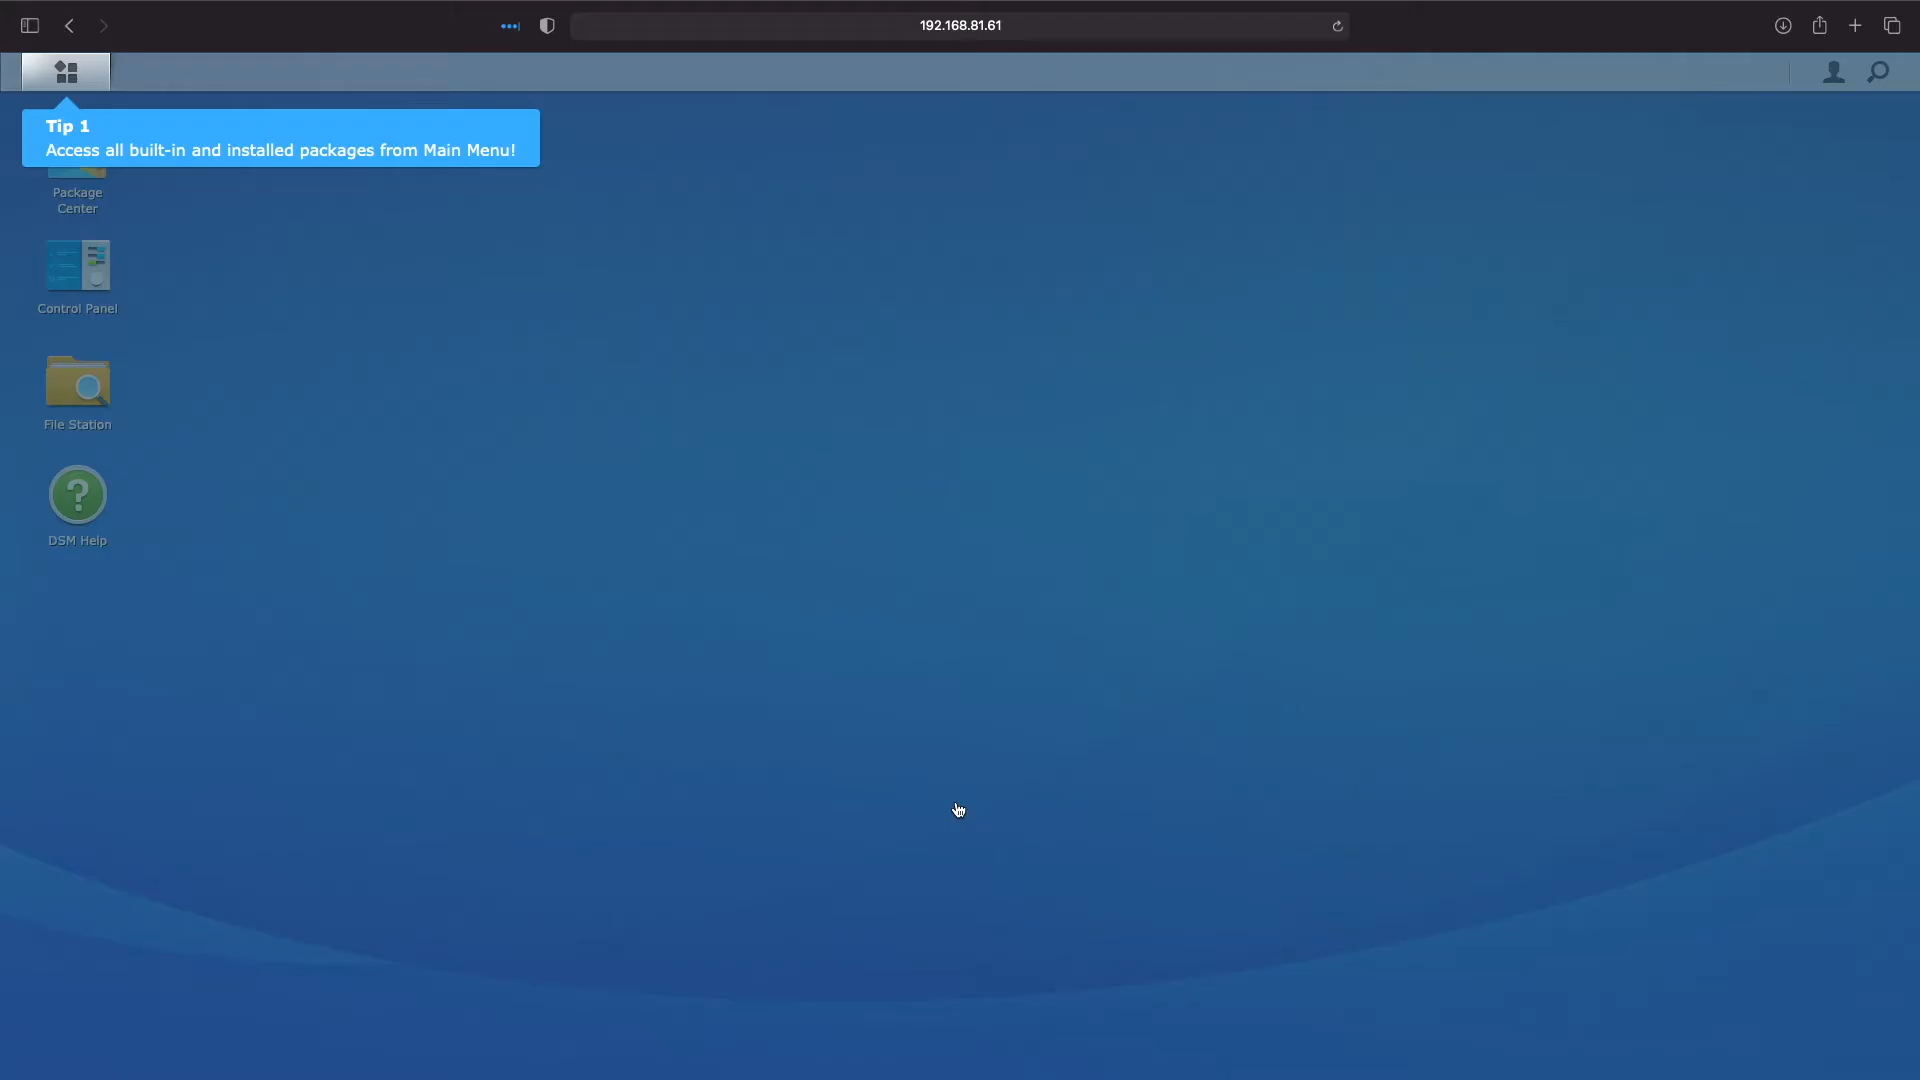 192.168.81.61
Tip 1
Access all built-in and installed packages from Main Menu!
Package
Center
Control Panel
File Station
DSM Help